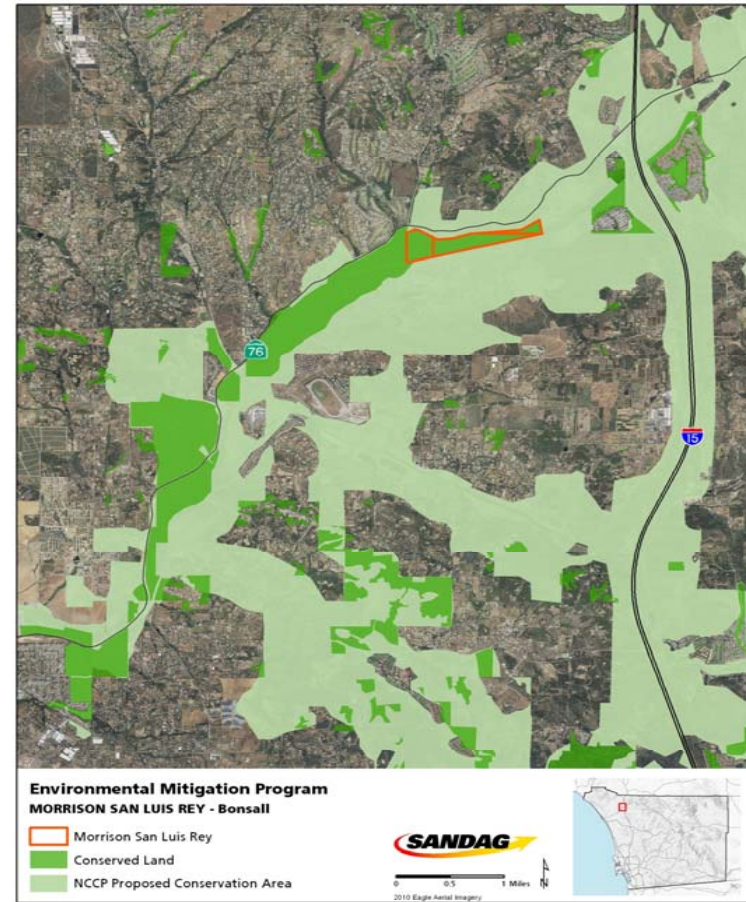 76
15
Environmental Mitigation Program
MORRISON SAN LUIS REY - Bonsall
Morrison San Luis Rey
Conserved Land
NCCP Proposed Conservation Area
SANDAG
0 0.5 1 Miles
N
2010 Eagle Aerial Imagery